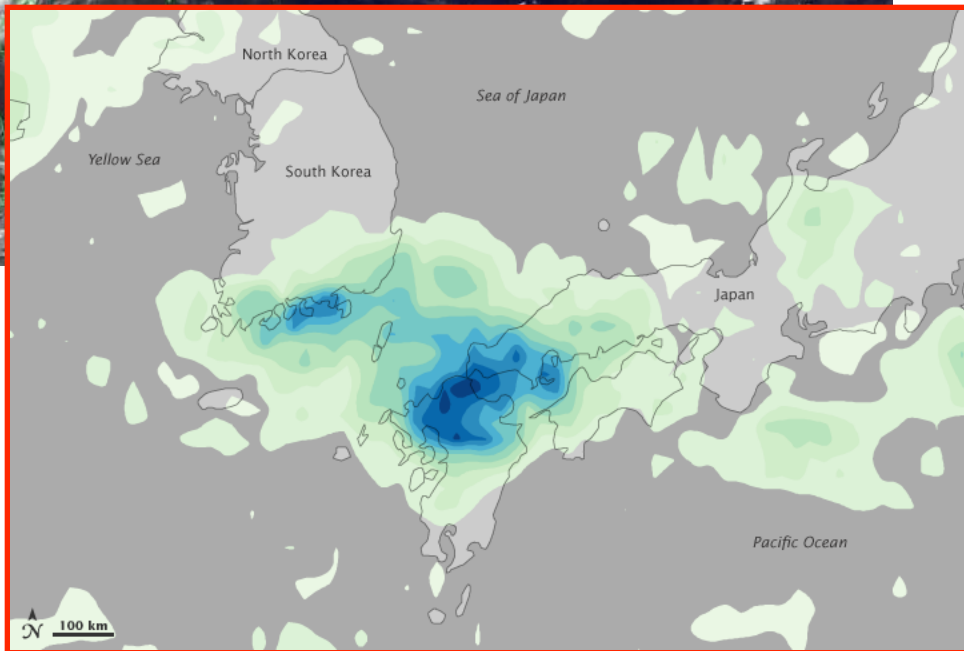 North Korea
Sea of Japan
Yellow Sea
South Korea
Japan
Pacific Ocean
N 100 km